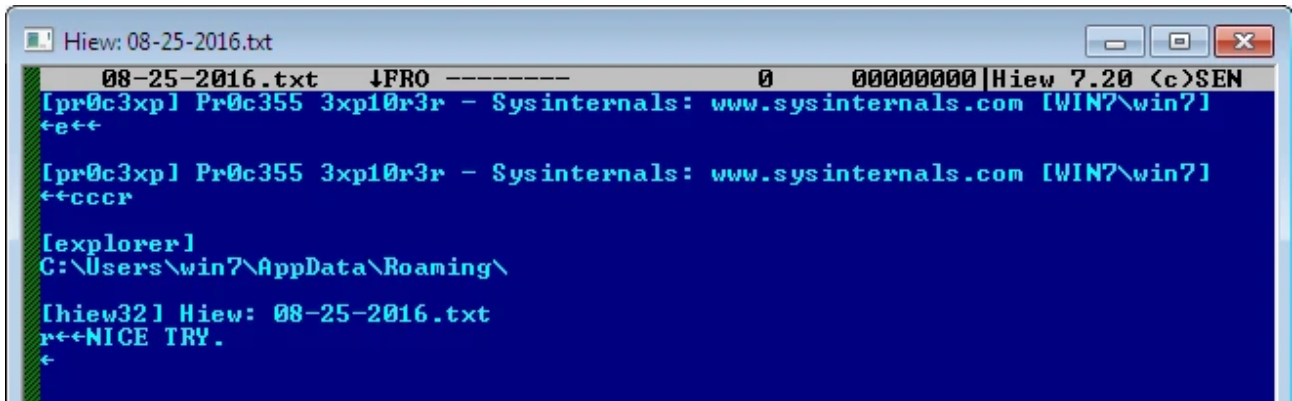 Hiew: 08-25-2016.txt
08-25-2016.txt ↓FRO -------- 0 00000000|Hiew 7.20 (c)SEN
[pr0c3xp] Pr0c355 3xp10r3r - Sysinternals: www.sysinternals.com [WIN7\win7]
←e←←
[pr0c3xp] Pr0c355 3xp10r3r - Sysinternals: www.sysinternals.com [WIN7\win7]
←←cccr
[explorer]
C:\Users\win7\AppData\Roaming\
[hiew32] Hiew: 08-25-2016.txt
r←←NICE TRY.
←